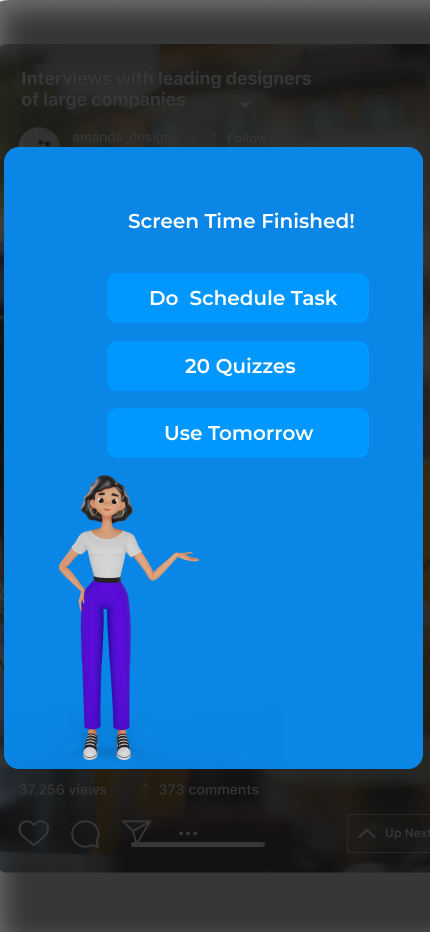 Interviews with leading designers
of large companies
amanda_design · Follow
Screen Time Finished!
Do  Schedule Task
20 Quizzes
Use Tomorrow
37.256 views · 373 comments
Up Next